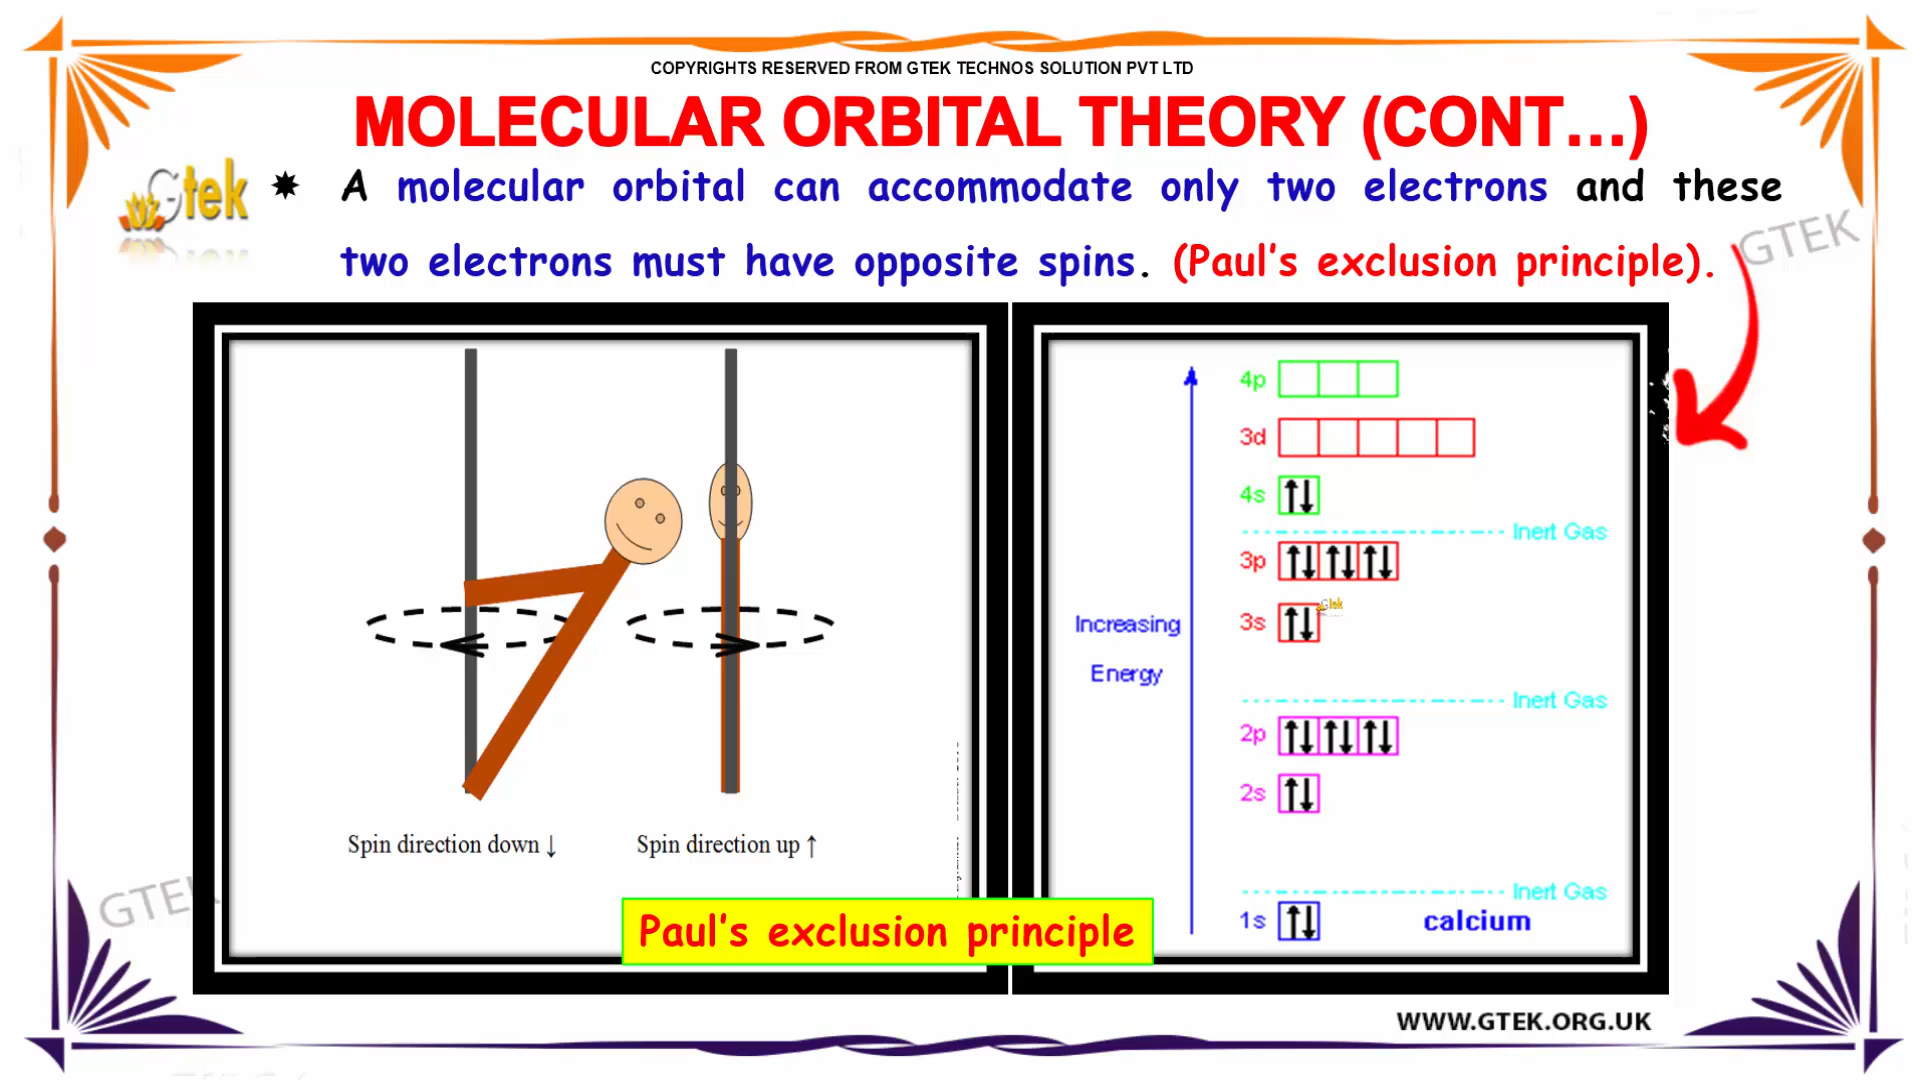 COPYRIGHTS RESERVED FROM GTEK TECHNOS SOLUTION PVT LTD
MOLECULAR ORBITAL THEORY (CONT...)
Gtek
✸ A molecular orbital can accommodate only two electrons and these
two electrons must have opposite spins. (Paul's exclusion principle).
GTEK
4p
3d
4s
Inert Gas
3p
Gtek
3s
Increasing
Energy
Inert Gas
2p
2s
Inert Gas
1s
calcium
Spin direction down ↓
Spin direction up ↑
GTEK
Paul's exclusion principle
WWW.GTEK.ORG.UK